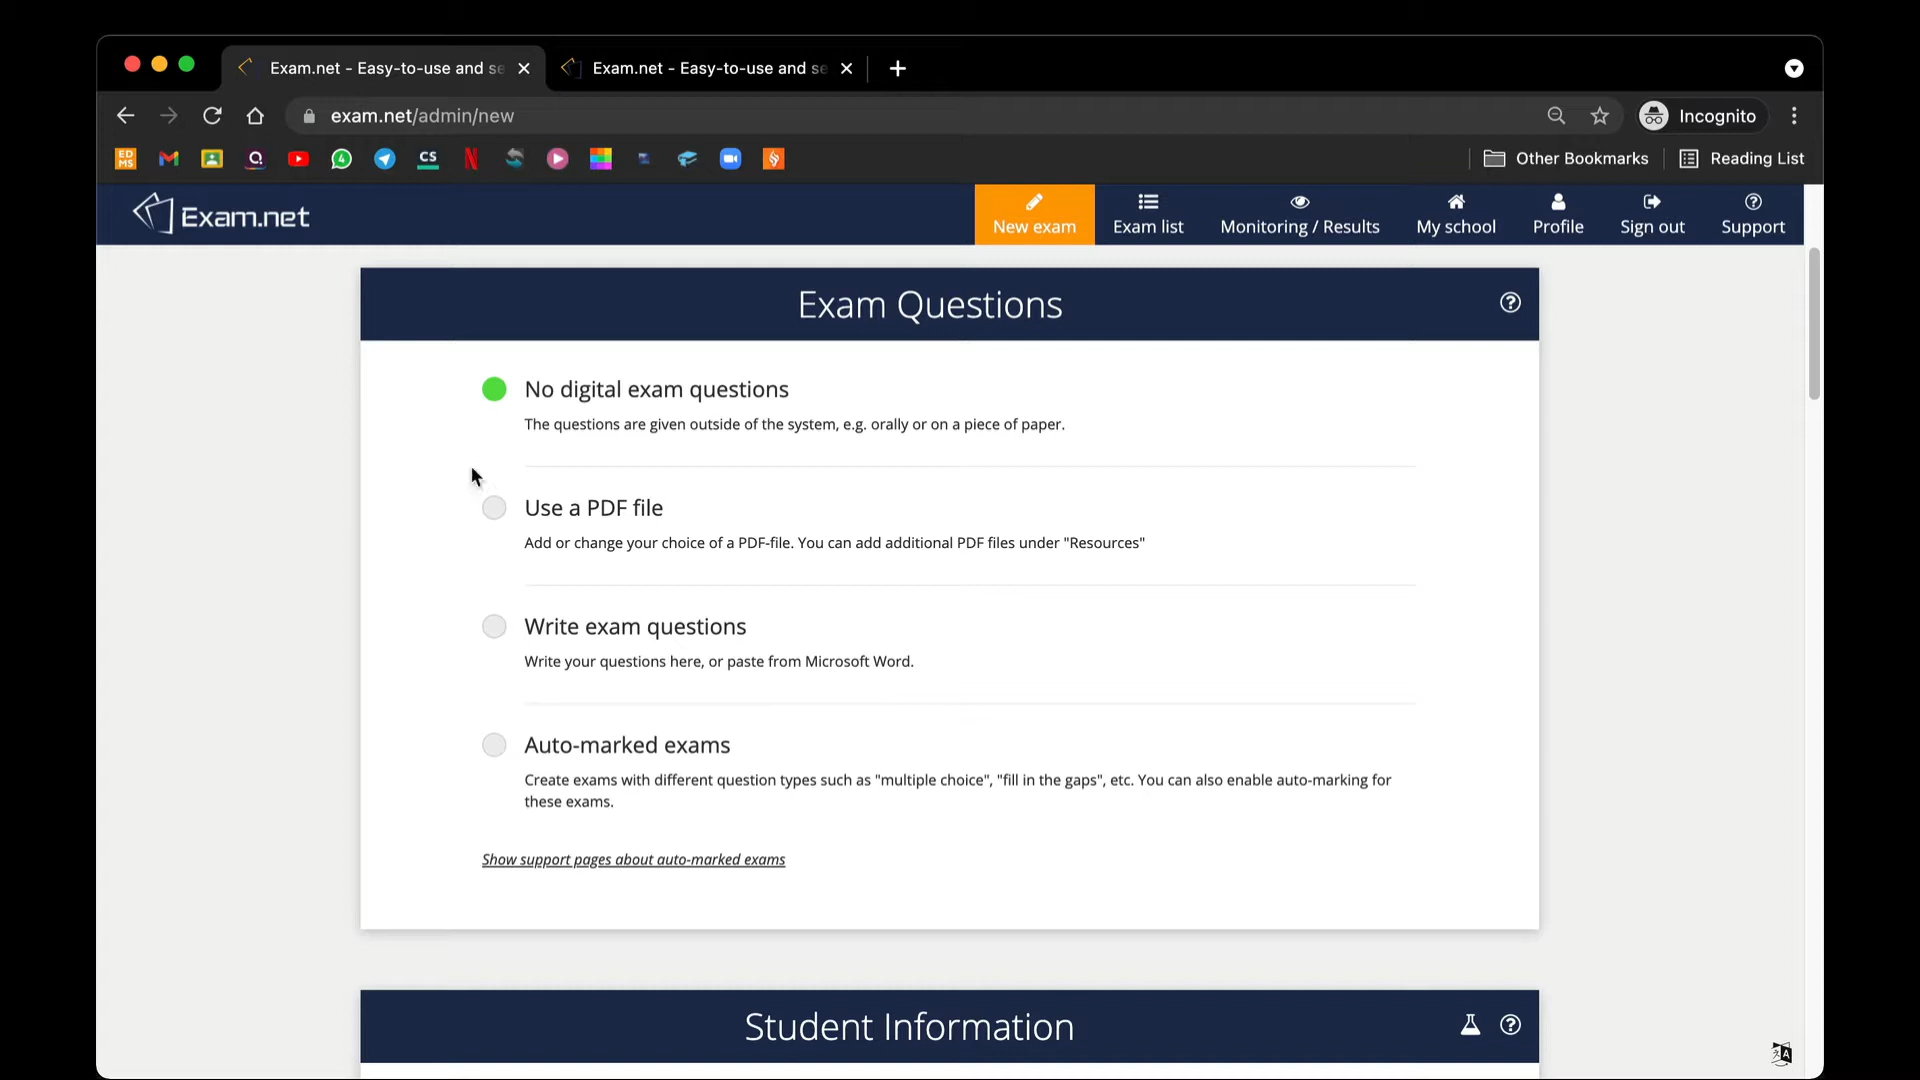 Exam.net - Easy-to-use and se
Exam.net - Easy-to-use and se
exam.net/admin/new
Incognito
ED
MS
4
CS
Other Bookmarks
Reading List
Exam.net
New exam
Exam list
Monitoring / Results
My school
Profile
Sign out
Support
Exam Questions
No digital exam questions
The questions are given outside of the system, e.g. orally or on a piece of paper.
Use a PDF file
Add or change your choice of a PDF-file. You can add additional PDF files under "Resources"
Write exam questions
Write your questions here, or paste from Microsoft Word.
Auto-marked exams
Create exams with different question types such as "multiple choice", "fill in the gaps", etc. You can also enable auto-marking for
these exams.
Show support pages about auto-marked exams
Student Information